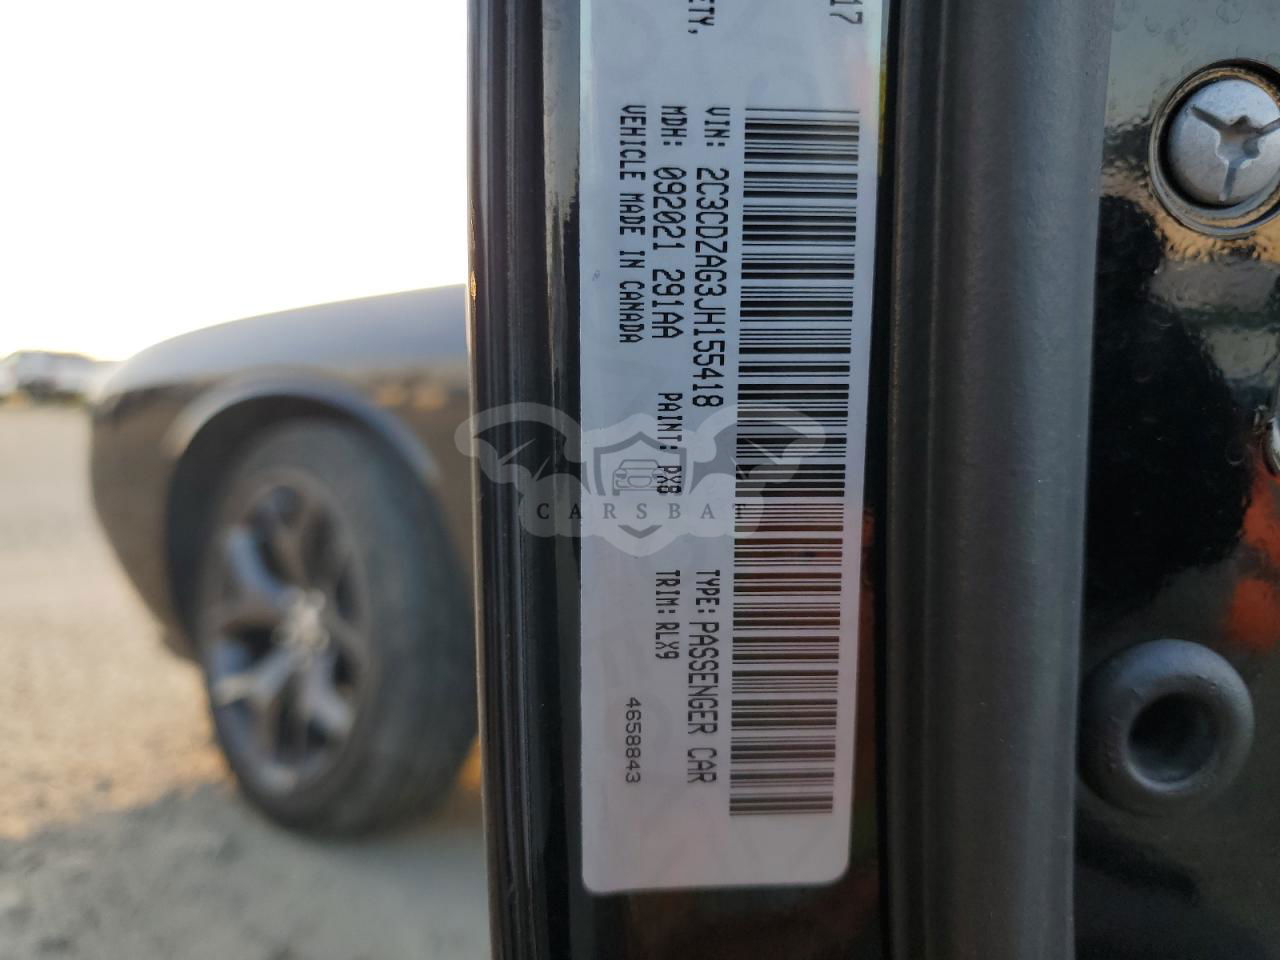 17
ETY,
VIN: 2C3CDZAG3JH155418 TYPE: PASSENGER CAR
MDH: 092021 291AA PAINT: PX8 TRIM: RLX9
VEHICLE MADE IN CANADA 4658843
CARSBAT